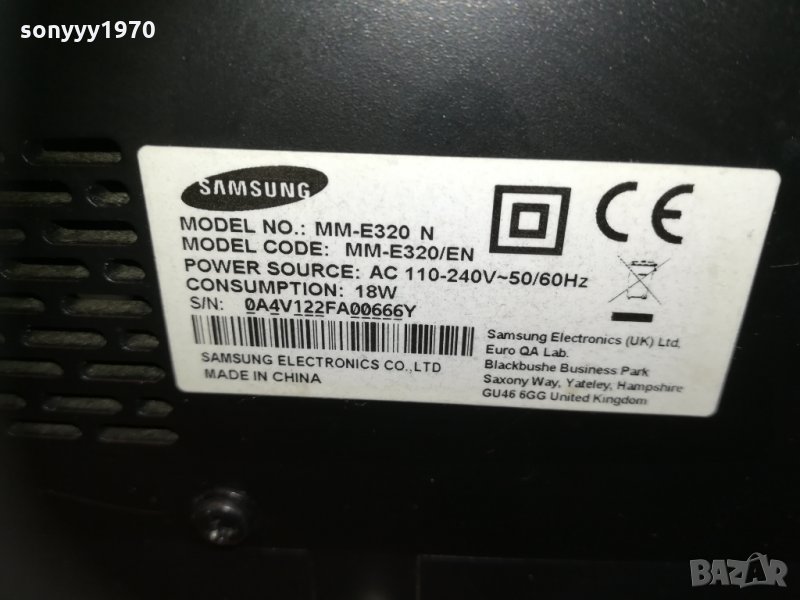 sonyyy1970
SAMSUNG
MODEL NO.: MM-E320 N
MODEL CODE: MM-E320/EN
POWER SOURCE: AC 110-240V~50/60Hz
CONSUMPTION: 18W
S/N: 0A4V122FA00666Y
SAMSUNG ELECTRONICS CO.,LTD
MADE IN CHINA
CE
Samsung Electronics (UK) Ltd,
Euro QA Lab.
Blackbushe Business Park
Saxony Way, Yateley, Hampshire
GU46 6GG United Kingdom
BAZAR